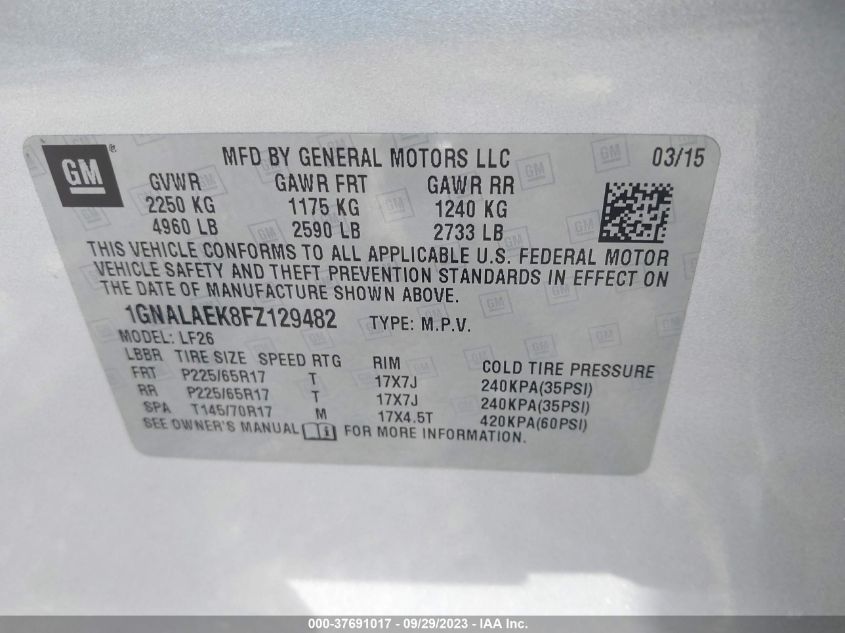 GM® MFD BY GENERAL MOTORS LLC 03/15
GVWR GAWR FRT GAWR RR
2250 KG 1175 KG 1240 KG
4960 LB 2590 LB 2733 LB
THIS VEHICLE CONFORMS TO ALL APPLICABLE U.S. FEDERAL MOTOR
VEHICLE SAFETY AND THEFT PREVENTION STANDARDS IN EFFECT ON
THE DATE OF MANUFACTURE SHOWN ABOVE.
1GNALAEK8FZ129482 TYPE: M.P.V.
MODEL: LF26
LBBR TIRE SIZE SPEED RTG RIM COLD TIRE PRESSURE
FRT P225/65R17 T 17X7J 240KPA(35PSI)
RR P225/65R17 T 17X7J 240KPA(35PSI)
SPA T145/70R17 M 17X4.5T 420KPA(60PSI)
SEE OWNER'S MANUAL FOR MORE INFORMATION.
000-37691017 - 09/29/2023 - IAA Inc.